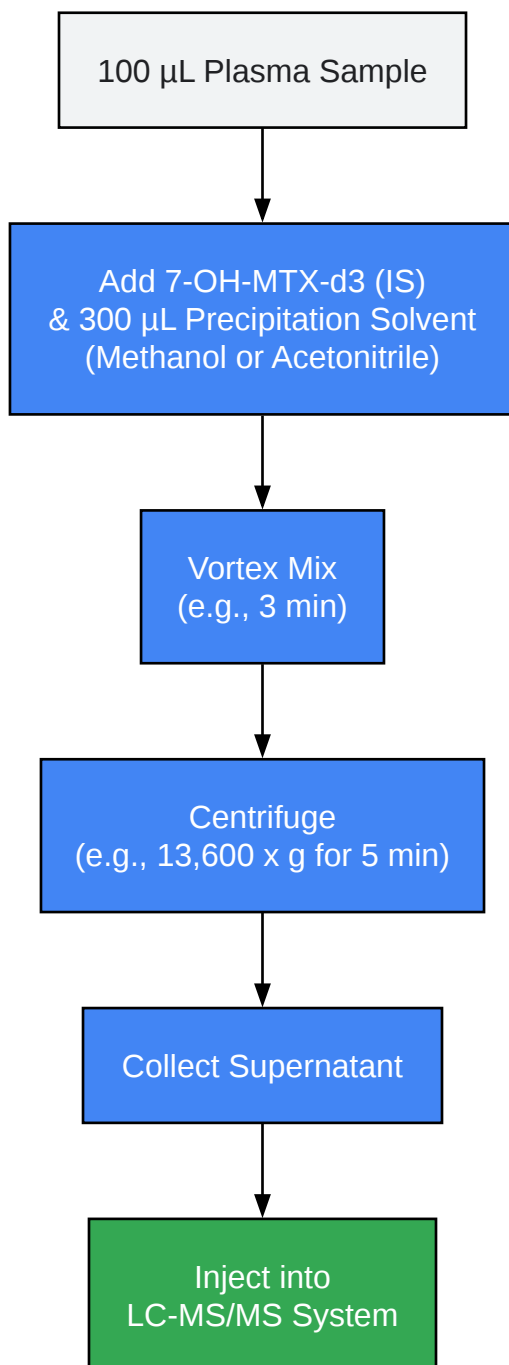 100 µL Plasma Sample
Add 7-OH-MTX-d3 (IS)
& 300 µL Precipitation Solvent
(Methanol or Acetonitrile)
Vortex Mix
(e.g., 3 min)
Centrifuge
(e.g., 13,600 x g for 5 min)
Collect Supernatant
Inject into
LC-MS/MS System